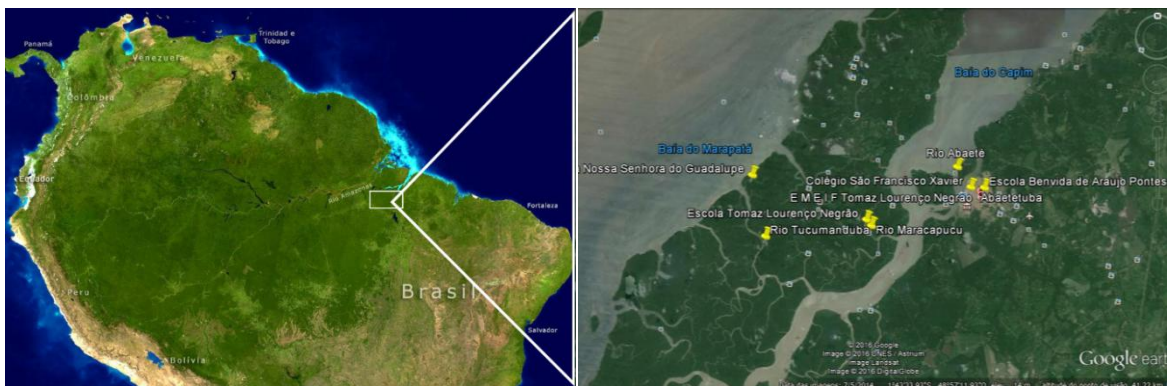 Panamá
Trinidad e
Tobago
Venezuela
Colômbia
Equador
Rio Amazonas
Fortaleza
Peru
Brasil
Salvador
Bolívia
Baía do Capim
Baía do Marapatá
Rio Abaeté
Nossa Senhora do Guadalupe
Colégio São Francisco Xavier
Escola Benvida de Araújo Pontes
E M E I F Tomaz Lourenço Negrão
Abaetetuba
Escola Tomaz Lourenço Negrão
Rio Tucumanduba
Rio Maracapucu
© 2016 Google
Image © 2016 CNES / Astrium
Image Landsat
Image © 2016 DigitalGlobe
Google eart